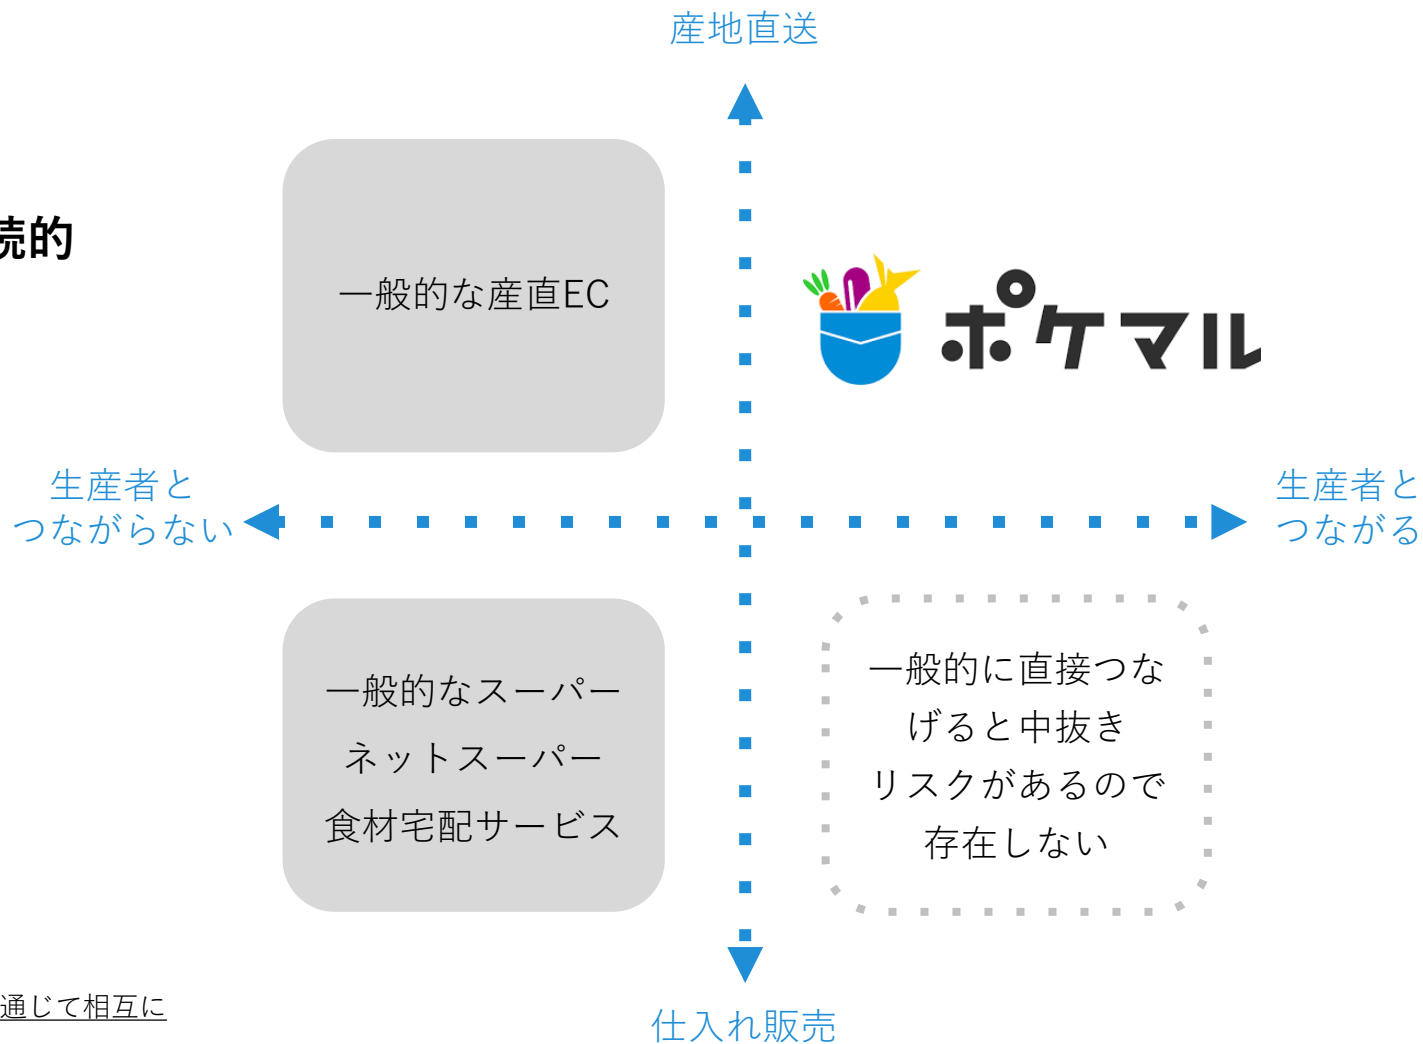 産地直送
続的
一般的な産直EC
ポケマル
生産者と
つながらない
生産者と
つながる
一般的なスーパー
ネットスーパー
食材宅配サービス
一般的に直接つな
げると中抜き
リスクがあるので
存在しない
通じて相互に
仕入れ販売